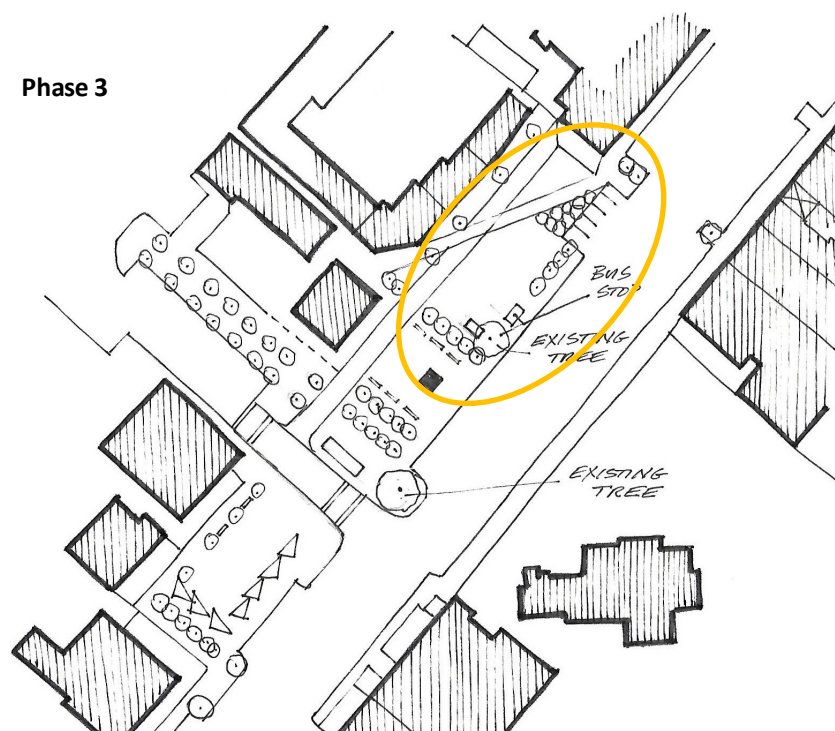 Phase 3
BUS
STOP
EXISTING
TREE
EXISTING
TREE